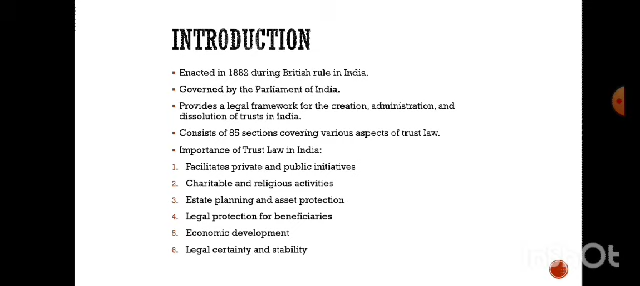 INTRODUCTION
▪ Enacted in 1882 during British rule in India.
▪ Governed by the Parliament of India.
▪ Provides a legal framework for the creation, administration, and
dissolution of trusts in India.
▪ Consists of 85 sections covering various aspects of trust law.
▪ Importance of Trust Law in India:
1. Facilitates private and public initiatives
2. Charitable and religious activities
3. Estate planning and asset protection
4. Legal protection for beneficiaries
5. Economic development
6. Legal certainty and stability